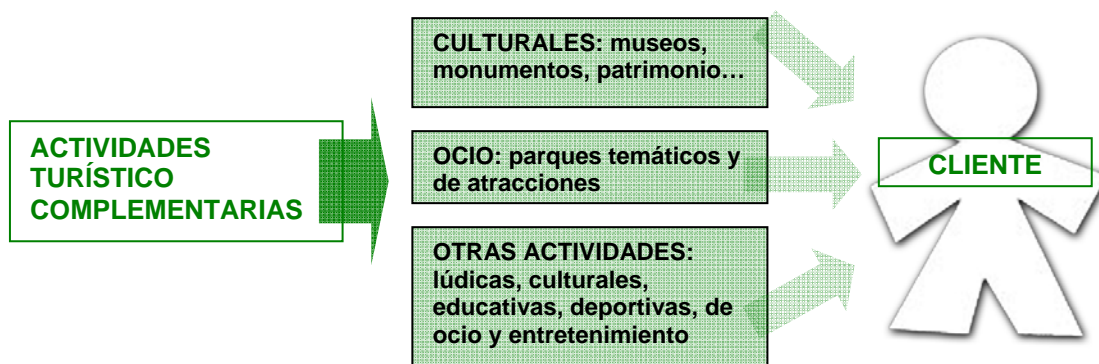 ACTIVIDADES
TURÍSTICO
COMPLEMENTARIAS
CULTURALES: museos,
monumentos, patrimonio…
OCIO: parques temáticos y
de atracciones
OTRAS ACTIVIDADES:
lúdicas, culturales,
educativas, deportivas, de
ocio y entretenimiento
CLIENTE